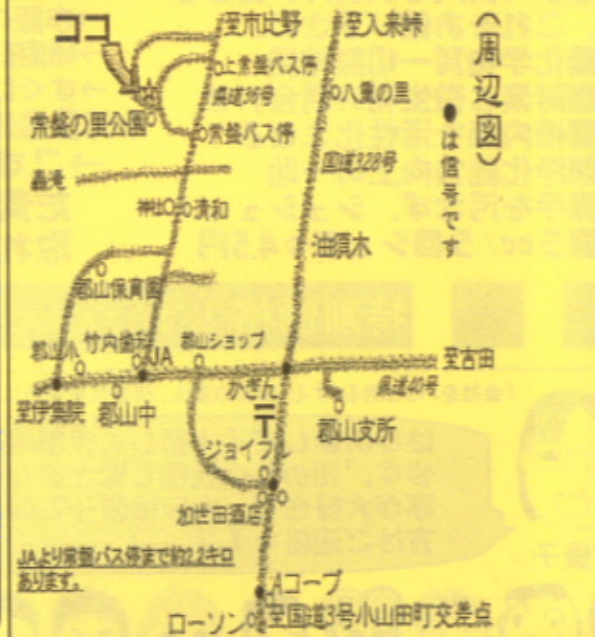 (周辺図)
●は信号です
ココ
至市比野
至入来峠
上常盤バス停
県道36号
八重の里
常盤の里公園
常盤バス停
国道328号
轟滝
神社
清和
油須木
郡山保育園
郡山小
竹内歯科
JA
郡山ショップ
至吉田
県道40号
かぎん
至伊集院
郡山中
〒
郡山支所
ジョイフル
加世田酒店
JAより常盤バス停まで約2.2キロ
あります。
Aコープ
ローソン
至国道3号小山田町交差点